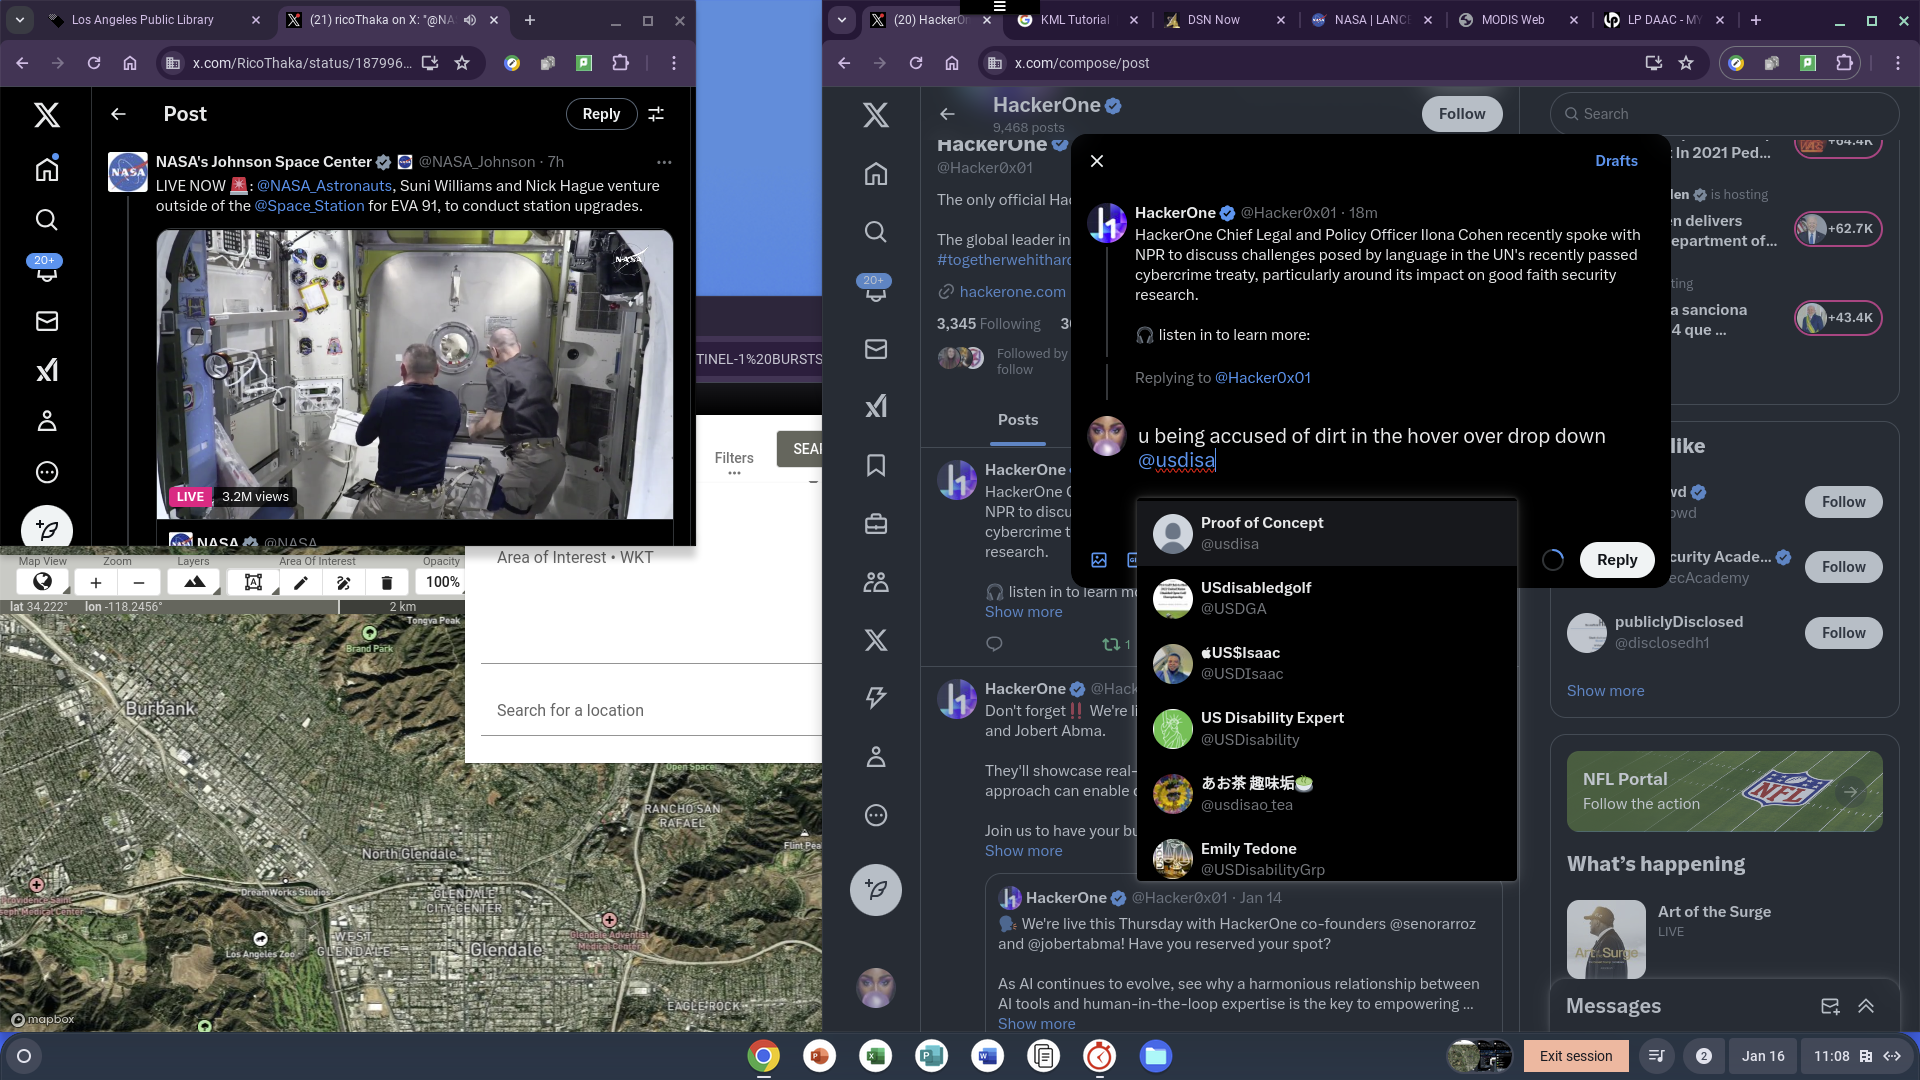 Los Angeles Public Library
(21) ricoThaka on X: "@NA
x.com/RicoThaka/status/187996...
Post
Reply
NASA's Johnson Space Center @NASA_Johnson · 7h
LIVE NOW 🚨: @NASA_Astronauts, Suni Williams and Nick Hague venture
outside of the @Space_Station for EVA 91, to conduct station upgrades.
NASA
LIVE 3.2M views
NASA @NASA
20+
TINEL-1%20BURSTS
Filters
SEA
Area of Interest • WKT
Search for a location
Map View
Zoom
Layers
Area Of Interest
Opacity
100%
lat 34.222° lon -118.2456°
2 km
Tongva Peak
Brand Park
Burbank
Open Space
RANCHO SAN
RAFAEL
Flint Pea
North Glendale
DreamWorks Studios
Providence Saint
seph Medical Center
GLENDALE
CITY CENTER
WEST
GLENDALE
Los Angeles Zoo
Glendale
Glendale Adventist
Medical Center
EAGLE ROCK
mapbox
(20) HackerOn
KML Tutorial
DSN Now
NASA | LANCE
MODIS Web
LP DAAC - MY
x.com/compose/post
HackerOne
9,468 posts
Follow
Search
HackerOne
@Hacker0x01
The only official Hac
The global leader in
#togetherwehithard
hackerone.com
3,345 Following 3
Followed by
follow
Posts
20+
HackerOne
HackerOne C
NPR to discu
cybercrime t
research.
🎧 listen in to learn mo
Show more
1
HackerOne @Hack
Don't forget ‼️ We're li
and Jobert Abma.
They'll showcase real-
approach can enable o
Join us to have your bu
Show more
HackerOne @Hacker0x01 · Jan 14
🗣️ We're live this Thursday with HackerOne co-founders @senorarroz
and @jobertabma! Have you reserved your spot?
As AI continues to evolve, see why a harmonious relationship between
AI tools and human-in-the-loop expertise is the key to empowering ...
Show more
Drafts
HackerOne @Hacker0x01 · 18m
HackerOne Chief Legal and Policy Officer Ilona Cohen recently spoke with
NPR to discuss challenges posed by language in the UN's recently passed
cybercrime treaty, particularly around its impact on good faith security
research.
🎧 listen in to learn more:
Replying to @Hacker0x01
u being accused of dirt in the hover over drop down
@usdisa
Reply
Proof of Concept
@usdisa
USdisabledgolf
@USDGA
US$Isaac
@USDIsaac
US Disability Expert
@USDisability
あお茶 趣味垢🍵
@usdisao_tea
Emily Tedone
@USDisabilityGrp
t In 2021 Ped...
+64.4K
den is hosting
en delivers
epartment of...
+62.7K
ting
a sanciona
4 que ...
+43.4K
like
wd
owd
Follow
curity Acade...
ecAcademy
Follow
publiclyDisclosed
@disclosedh1
Follow
Show more
NFL Portal
Follow the action
NFL
What's happening
Art of the Surge
LIVE
Art of the Surge
Messages
Exit session
2
Jan 16
11:08